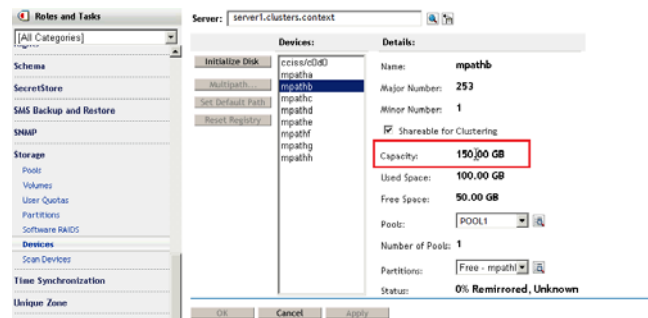 Roles and Tasks
[All Categories]
Schema
SecretStore
SMS Backup and Restore
SNMP
Storage
Pools
Volumes
User Quotas
Partitions
Software RAIDS
Devices
Scan Devices
Time Synchronization
Unique Zone
Server: server1.clusters.context
Devices:
Initialize Disk
Multipath...
Set Default Path
Reset Registry
cciss/c0d0
mpatha
mpathb
mpathc
mpathd
mpathe
mpathf
mpathg
mpathh
Details:
Name: mpathb
Major Number: 253
Minor Number: 1
Shareable for Clustering
Capacity: 150.00 GB
Used Space: 100.00 GB
Free Space: 50.00 GB
Pools: POOL1
Number of Pools: 1
Partitions: Free - mpathl
Status: 0% Remirrored, Unknown
OK Cancel Apply